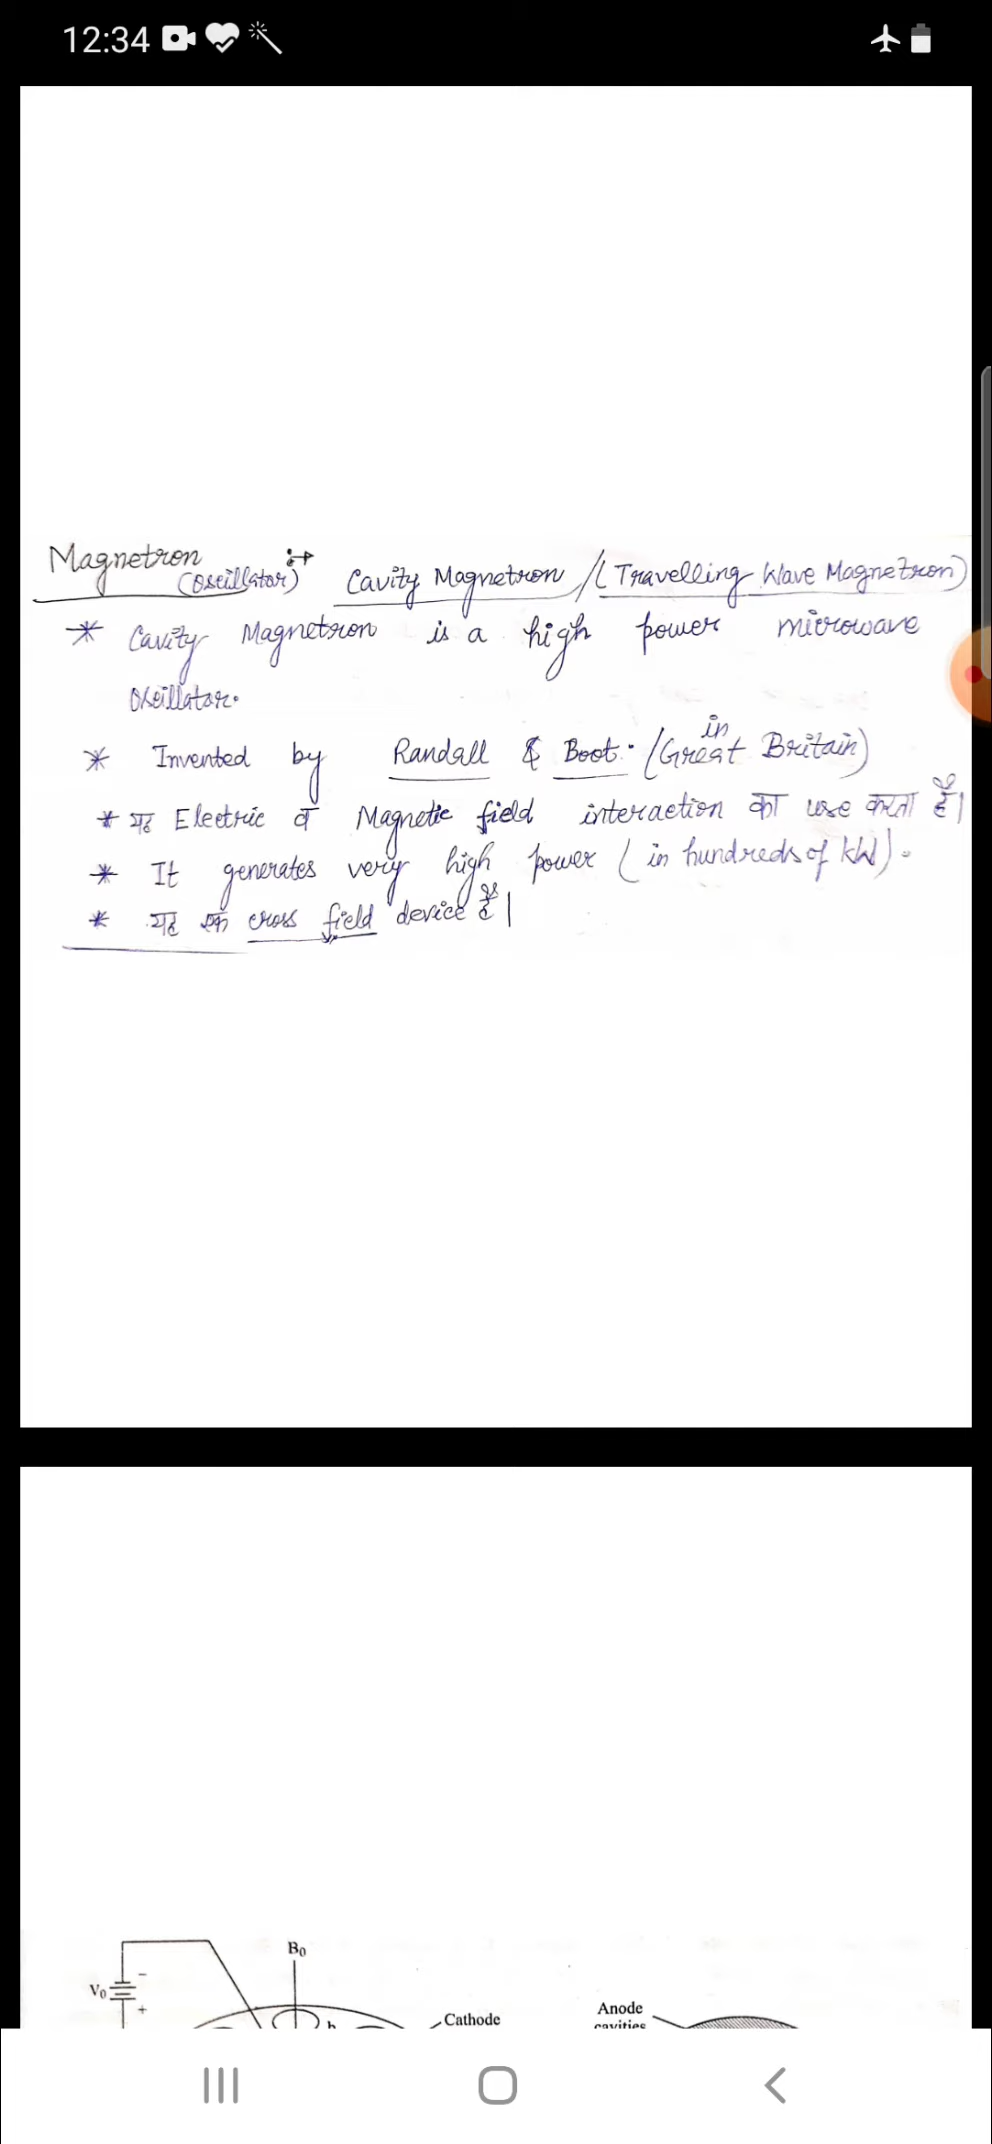 12:34
Magnetron (Oscillator) :→ Cavity Magnetron / (Travelling Wave Magnetron)
* Cavity Magnetron is a high power microwave
Oscillator.
* Invented by Randall & Boot. (in Great Britain)
* यह Electric व Magnetic field interaction का use करता है।
* It generates very high power (in hundreds of kW).
* यह एक cross field device है।
B0
V0
-
+
b
Cathode
Anode
cavities